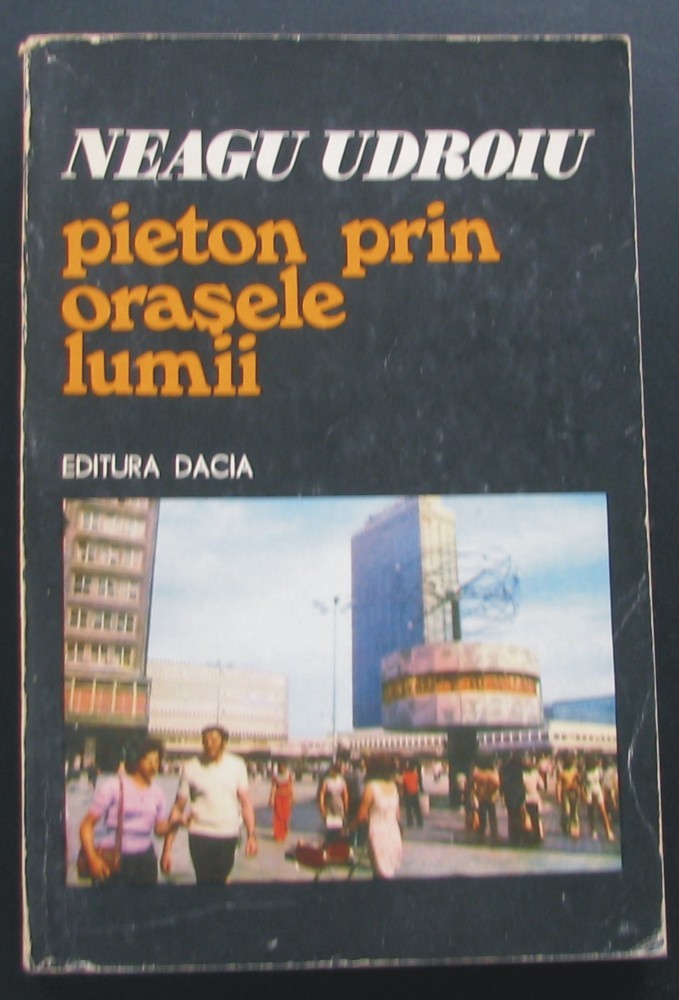 NEAGU UDROIU
pieton prin
orașele
lumii
EDITURA DACIA